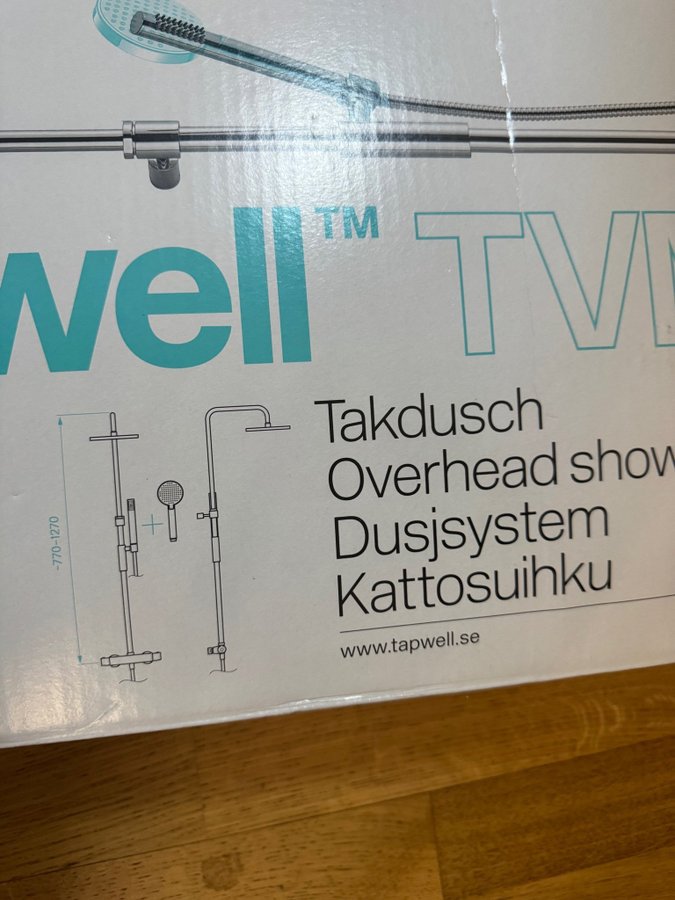 well™ TV
Takdusch
Overhead show
Dusjsystem
Kattosuihku
www.tapwell.se
~770-1270